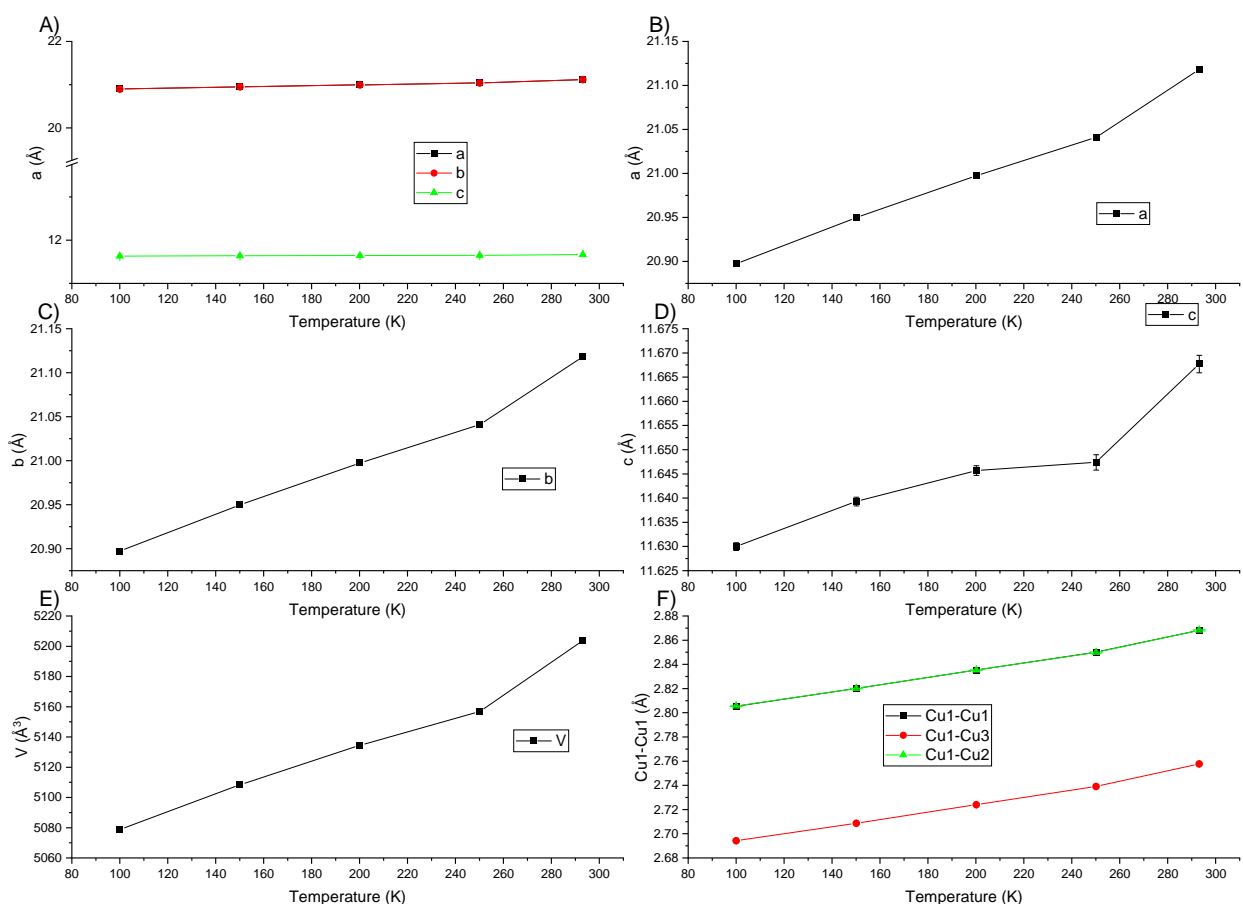 A)
22
20
12
a (Å)
a
b
c
80 100 120 140 160 180 200 220 240 260 280 300
Temperature (K)
B)
21.15
21.10
21.05
21.00
20.95
20.90
a (Å)
a
80 100 120 140 160 180 200 220 240 260 280 300
Temperature (K)
C)
21.15
21.10
21.05
21.00
20.95
20.90
b (Å)
b
80 100 120 140 160 180 200 220 240 260 280 300
Temperature (K)
D)
c
11.675
11.670
11.665
11.660
11.655
11.650
11.645
11.640
11.635
11.630
11.625
c (Å)
80 100 120 140 160 180 200 220 240 260 280 300
Temperature (K)
E)
5220
5200
5180
5160
5140
5120
5100
5080
5060
V (Å³)
V
80 100 120 140 160 180 200 220 240 260 280 300
Temperature (K)
F)
2.88
2.86
2.84
2.82
2.80
2.78
2.76
2.74
2.72
2.70
2.68
Cu1-Cu1 (Å)
Cu1-Cu1
Cu1-Cu3
Cu1-Cu2
80 100 120 140 160 180 200 220 240 260 280 300
Temperature (K)